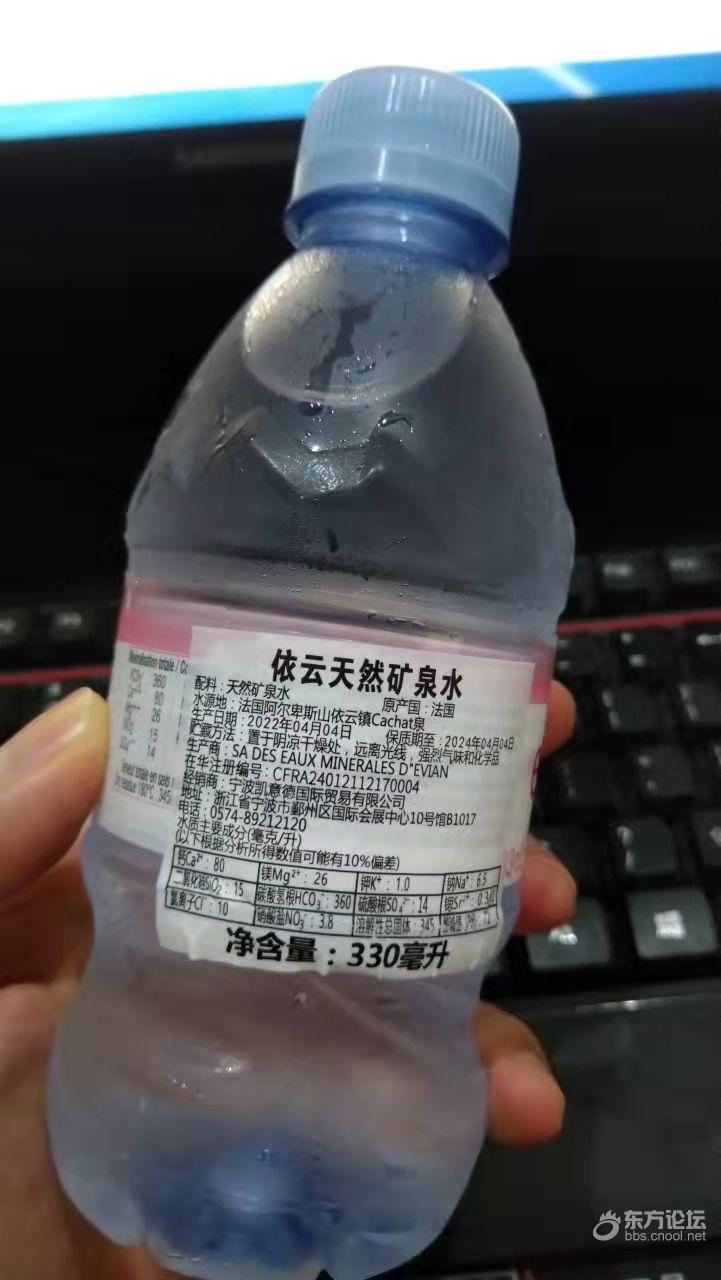 依云天然矿泉水
配料：天然矿泉水 原产国：法国
水源地：法国阿尔卑斯山依云镇Cachat泉
生产日期：2022年04月04日 保质期至：2024年04月04日
贮藏方法：置于阴凉干燥处，远离光线，强烈气味和化学品
生产商：SA DES EAUX MINERALES D'EVIAN
在华注册编号：CFRA24012112170004
经销商：宁波凯意德国际贸易有限公司
地址：浙江省宁波市鄞州区国际会展中心10号馆B1017
电话：0574-89212120
水质主要成分(毫克/升)
(以下根据分析所得数值可能有10%偏差)
钙Ca²⁺：80 镁Mg²⁺：26 钾K⁺：1.0 钠Na⁺：6.5
二氧化硅SiO₂：15 碳酸氢根HCO₃⁻：360 硫酸根SO₄²⁻：14 锶Sr²⁺：
氯离子Cl⁻：10 硝酸盐NO₃⁻：3.8 溶解性总固体：345
净含量：330毫升
Mineralisation totale /
360
80
26
15
14
345
东方论坛
bbs.cnool.net